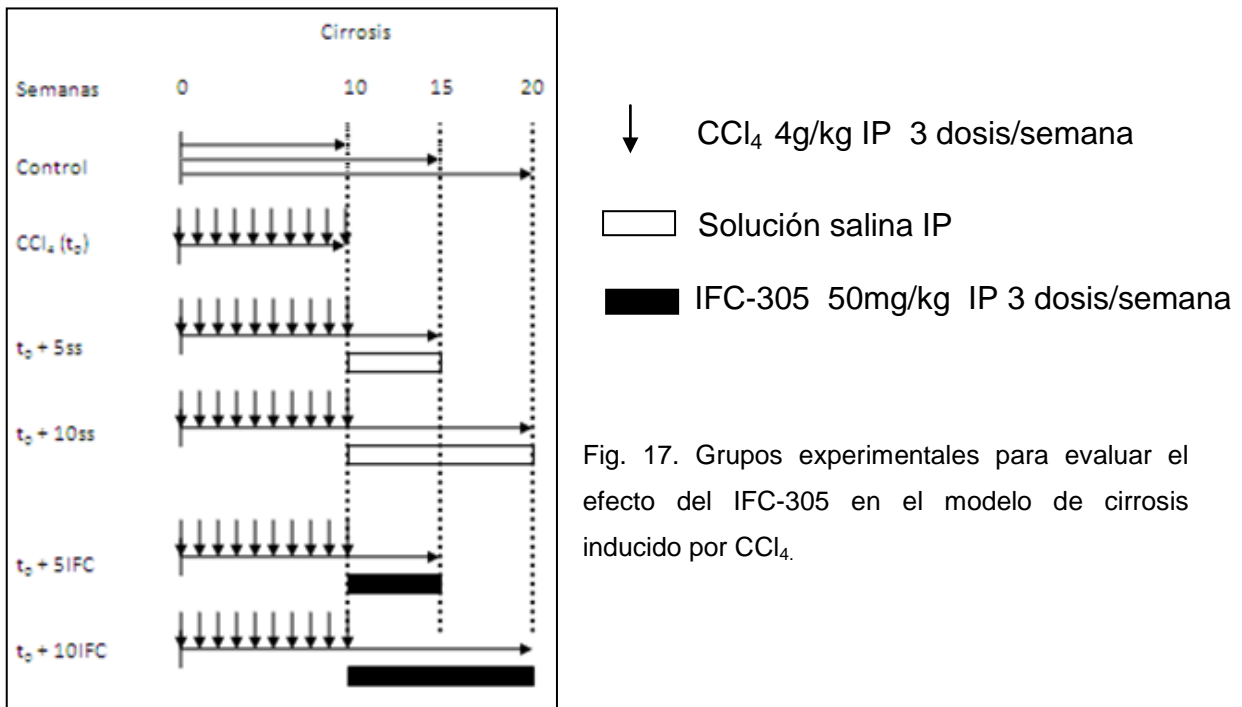 Cirrosis
Semanas 0 10 15 20
Control
CCl₄ (t₀)
t₀ + 5ss
t₀ + 10ss
t₀ + 5IFC
t₀ + 10IFC
CCl₄ 4g/kg IP 3 dosis/semana
Solución salina IP
IFC-305 50mg/kg IP 3 dosis/semana
Fig. 17. Grupos experimentales para evaluar el
efecto del IFC-305 en el modelo de cirrosis
inducido por CCl₄.